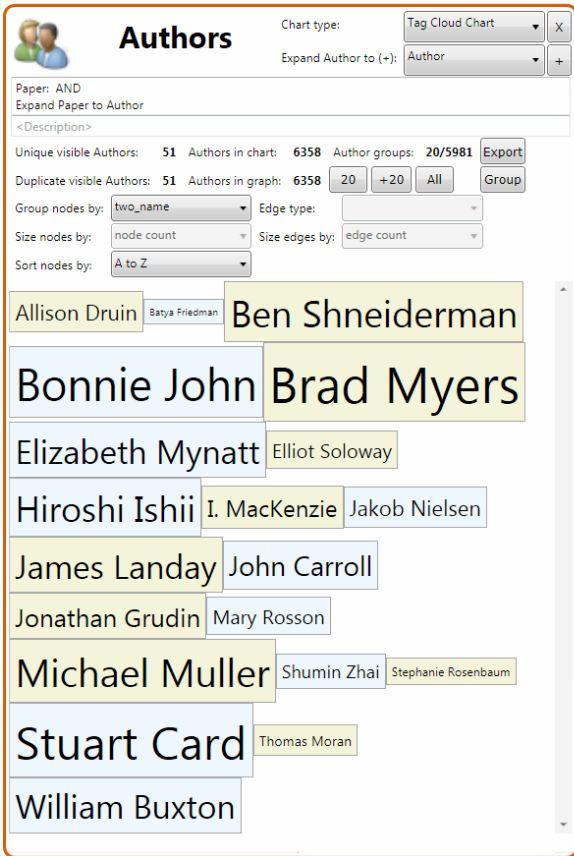 Authors
Chart type: Tag Cloud Chart X
Expand Author to (+): Author +
Paper: AND
Expand Paper to Author
<Description>
Unique visible Authors: 51 Authors in chart: 6358 Author groups: 20/5981 Export
Duplicate visible Authors: 51 Authors in graph: 6358 20 +20 All Group
Group nodes by: two_name Edge type:
Size nodes by: node count Size edges by: edge count
Sort nodes by: A to Z
Allison Druin Batya Friedman Ben Shneiderman
Bonnie John Brad Myers
Elizabeth Mynatt Elliot Soloway
Hiroshi Ishii I. MacKenzie Jakob Nielsen
James Landay John Carroll
Jonathan Grudin Mary Rosson
Michael Muller Shumin Zhai Stephanie Rosenbaum
Stuart Card Thomas Moran
William Buxton